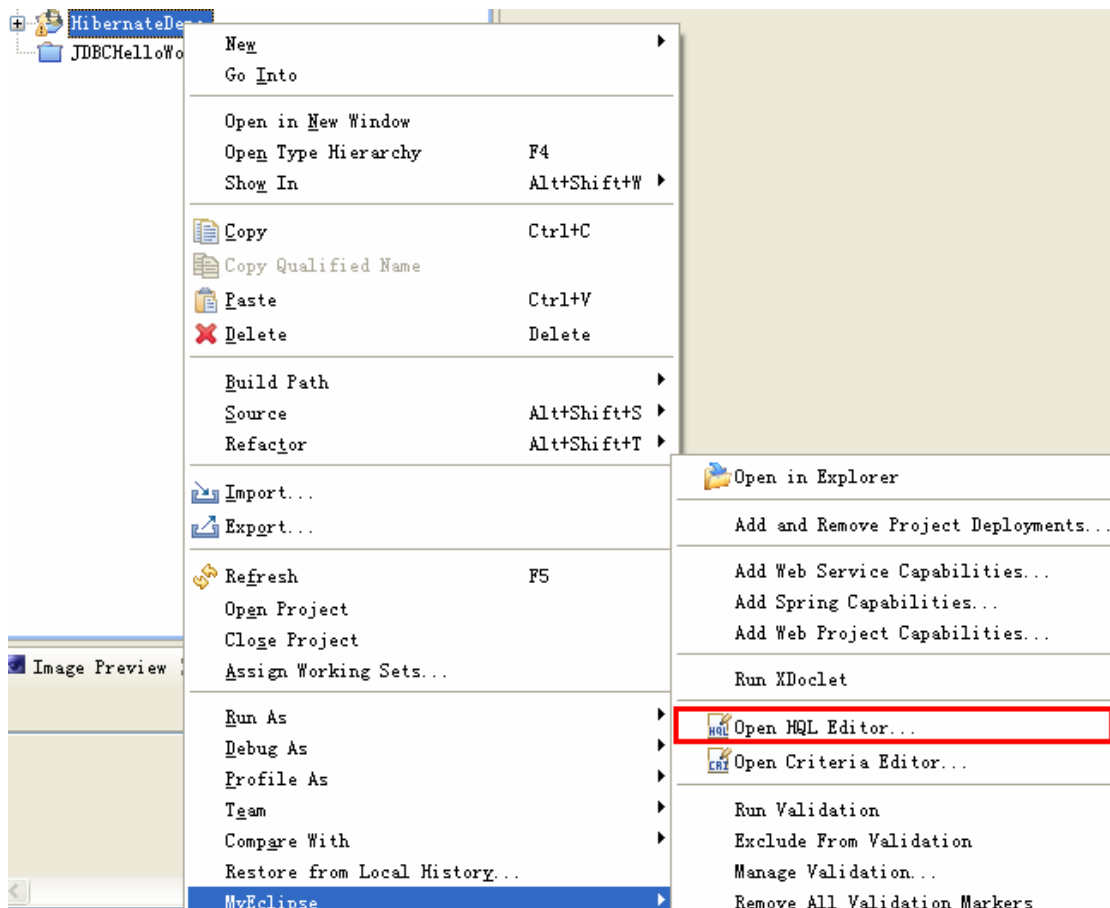 HibernateDe
JDBCHelloWo
New
Go Into
Open in New Window
Open Type Hierarchy F4
Show In Alt+Shift+W
Copy Ctrl+C
Copy Qualified Name
Paste Ctrl+V
Delete Delete
Build Path
Source Alt+Shift+S
Refactor Alt+Shift+T
Import...
Export...
Refresh F5
Open Project
Close Project
Assign Working Sets...
Run As
Debug As
Profile As
Team
Compare With
Restore from Local History...
MyEclipse
Open in Explorer
Add and Remove Project Deployments...
Add Web Service Capabilities...
Add Spring Capabilities...
Add Web Project Capabilities...
Run XDoclet
HQL Open HQL Editor...
CRI Open Criteria Editor...
Run Validation
Exclude From Validation
Manage Validation...
Remove All Validation Markers
Image Preview